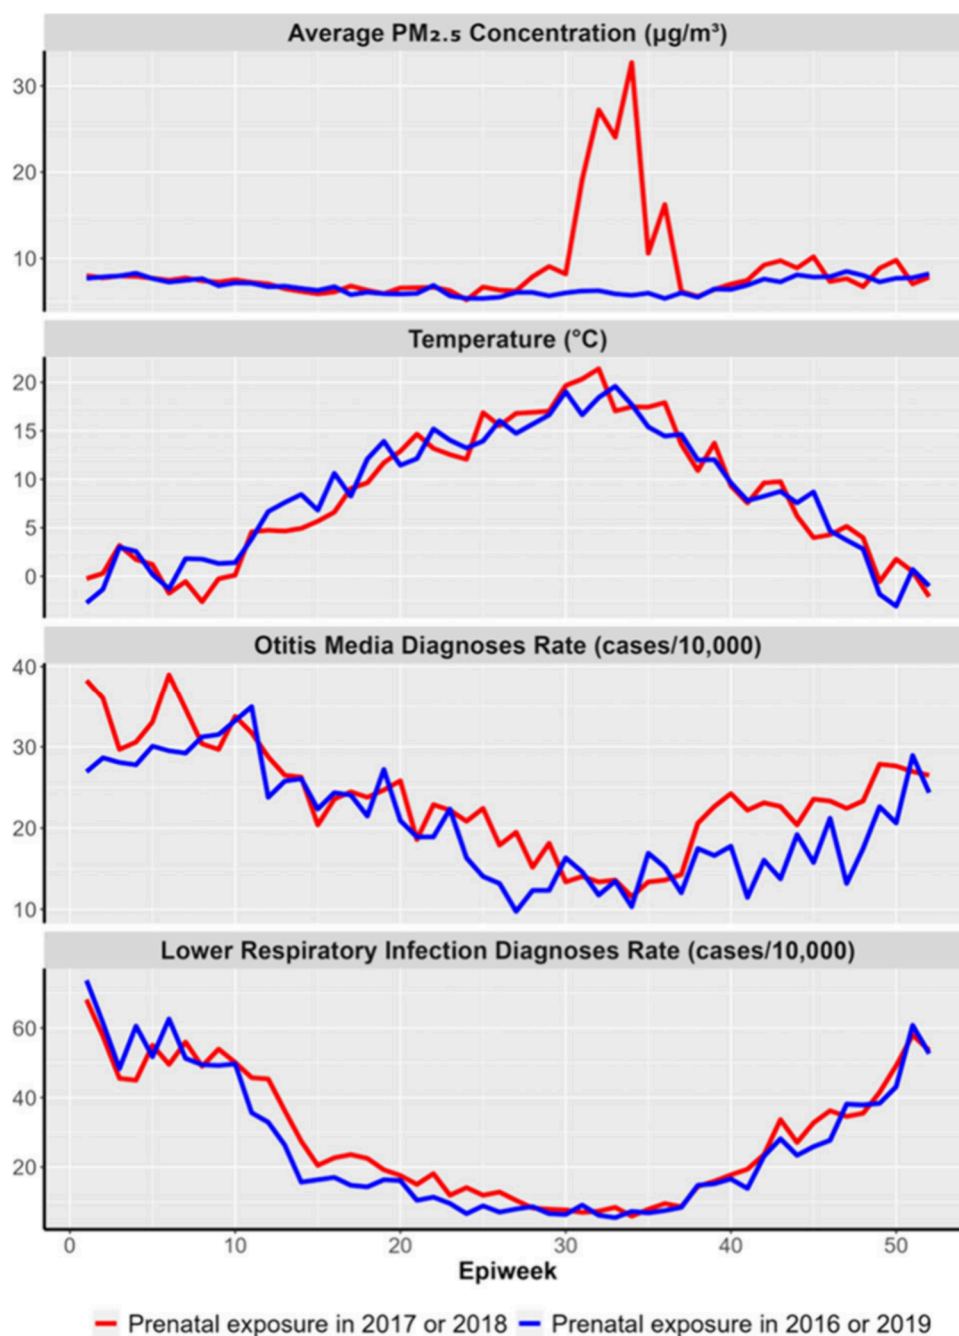 Average PM₂.₅ Concentration (µg/m³)
30
20
10
Temperature (°C)
20
15
10
5
0
Otitis Media Diagnoses Rate (cases/10,000)
40
30
20
10
Lower Respiratory Infection Diagnoses Rate (cases/10,000)
60
40
20
0 10 20 30 40 50
Epiweek
Prenatal exposure in 2017 or 2018 Prenatal exposure in 2016 or 2019